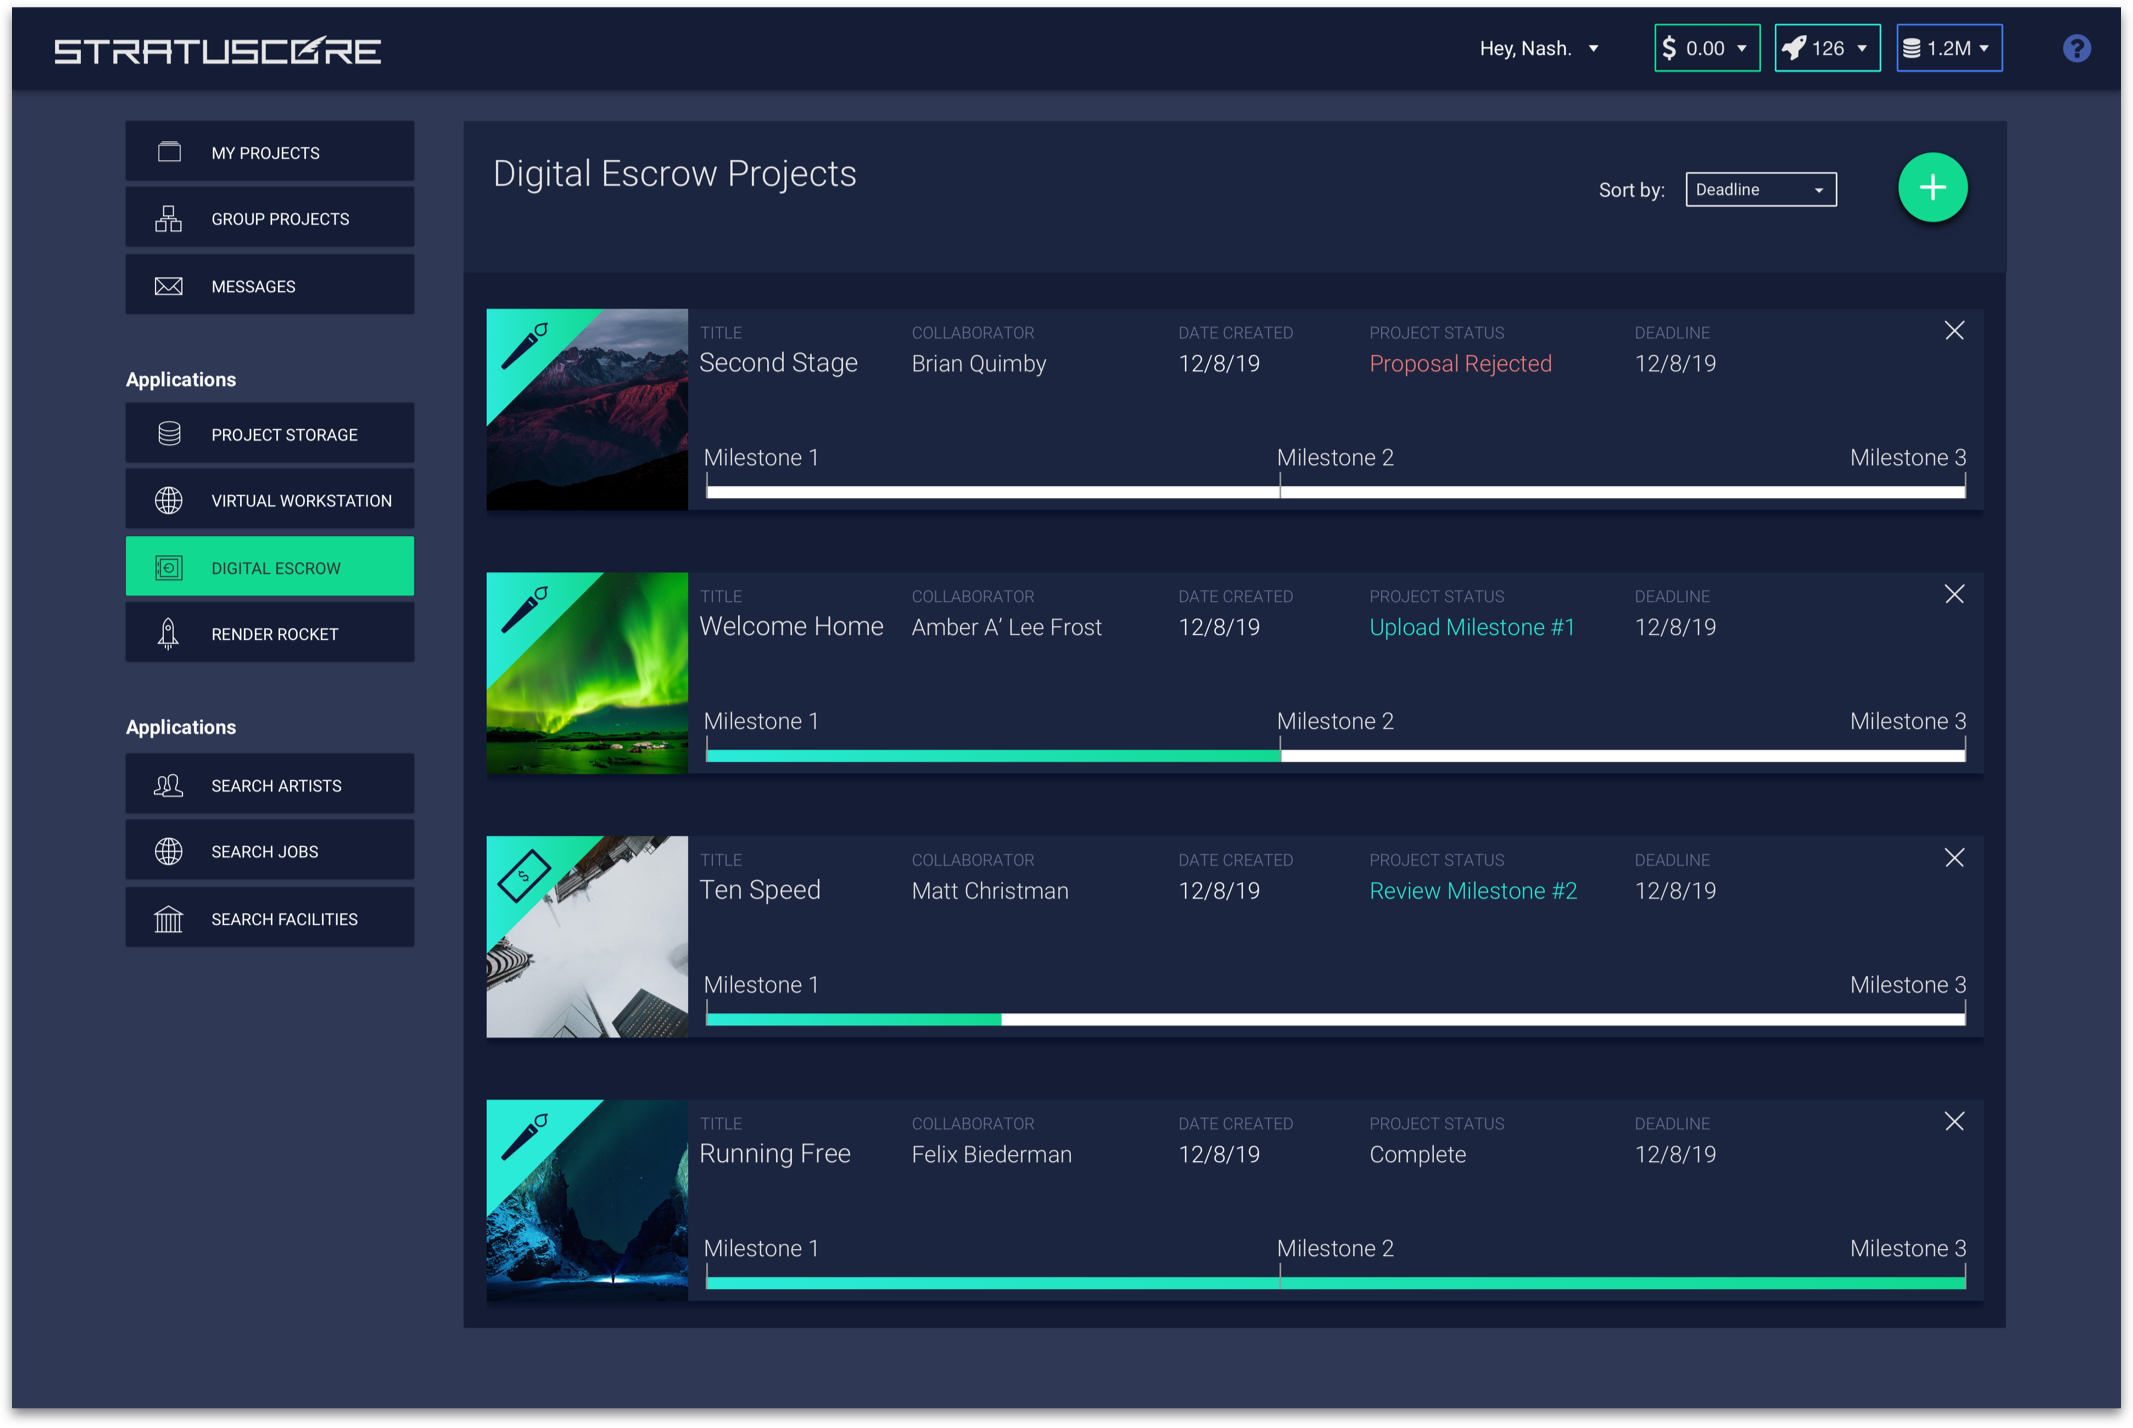 STRATUSCORE
Hey, Nash.
$ 0.00
126
1.2M
?
MY PROJECTS
GROUP PROJECTS
MESSAGES
Applications
PROJECT STORAGE
VIRTUAL WORKSTATION
DIGITAL ESCROW
RENDER ROCKET
Applications
SEARCH ARTISTS
SEARCH JOBS
SEARCH FACILITIES
Digital Escrow Projects
Sort by: Deadline
+
TITLE COLLABORATOR DATE CREATED PROJECT STATUS DEADLINE
Second Stage Brian Quimby 12/8/19 Proposal Rejected 12/8/19
Milestone 1 Milestone 2 Milestone 3
TITLE COLLABORATOR DATE CREATED PROJECT STATUS DEADLINE
Welcome Home Amber A’ Lee Frost 12/8/19 Upload Milestone #1 12/8/19
Milestone 1 Milestone 2 Milestone 3
$
TITLE COLLABORATOR DATE CREATED PROJECT STATUS DEADLINE
Ten Speed Matt Christman 12/8/19 Review Milestone #2 12/8/19
Milestone 1 Milestone 3
TITLE COLLABORATOR DATE CREATED PROJECT STATUS DEADLINE
Running Free Felix Biederman 12/8/19 Complete 12/8/19
Milestone 1 Milestone 2 Milestone 3